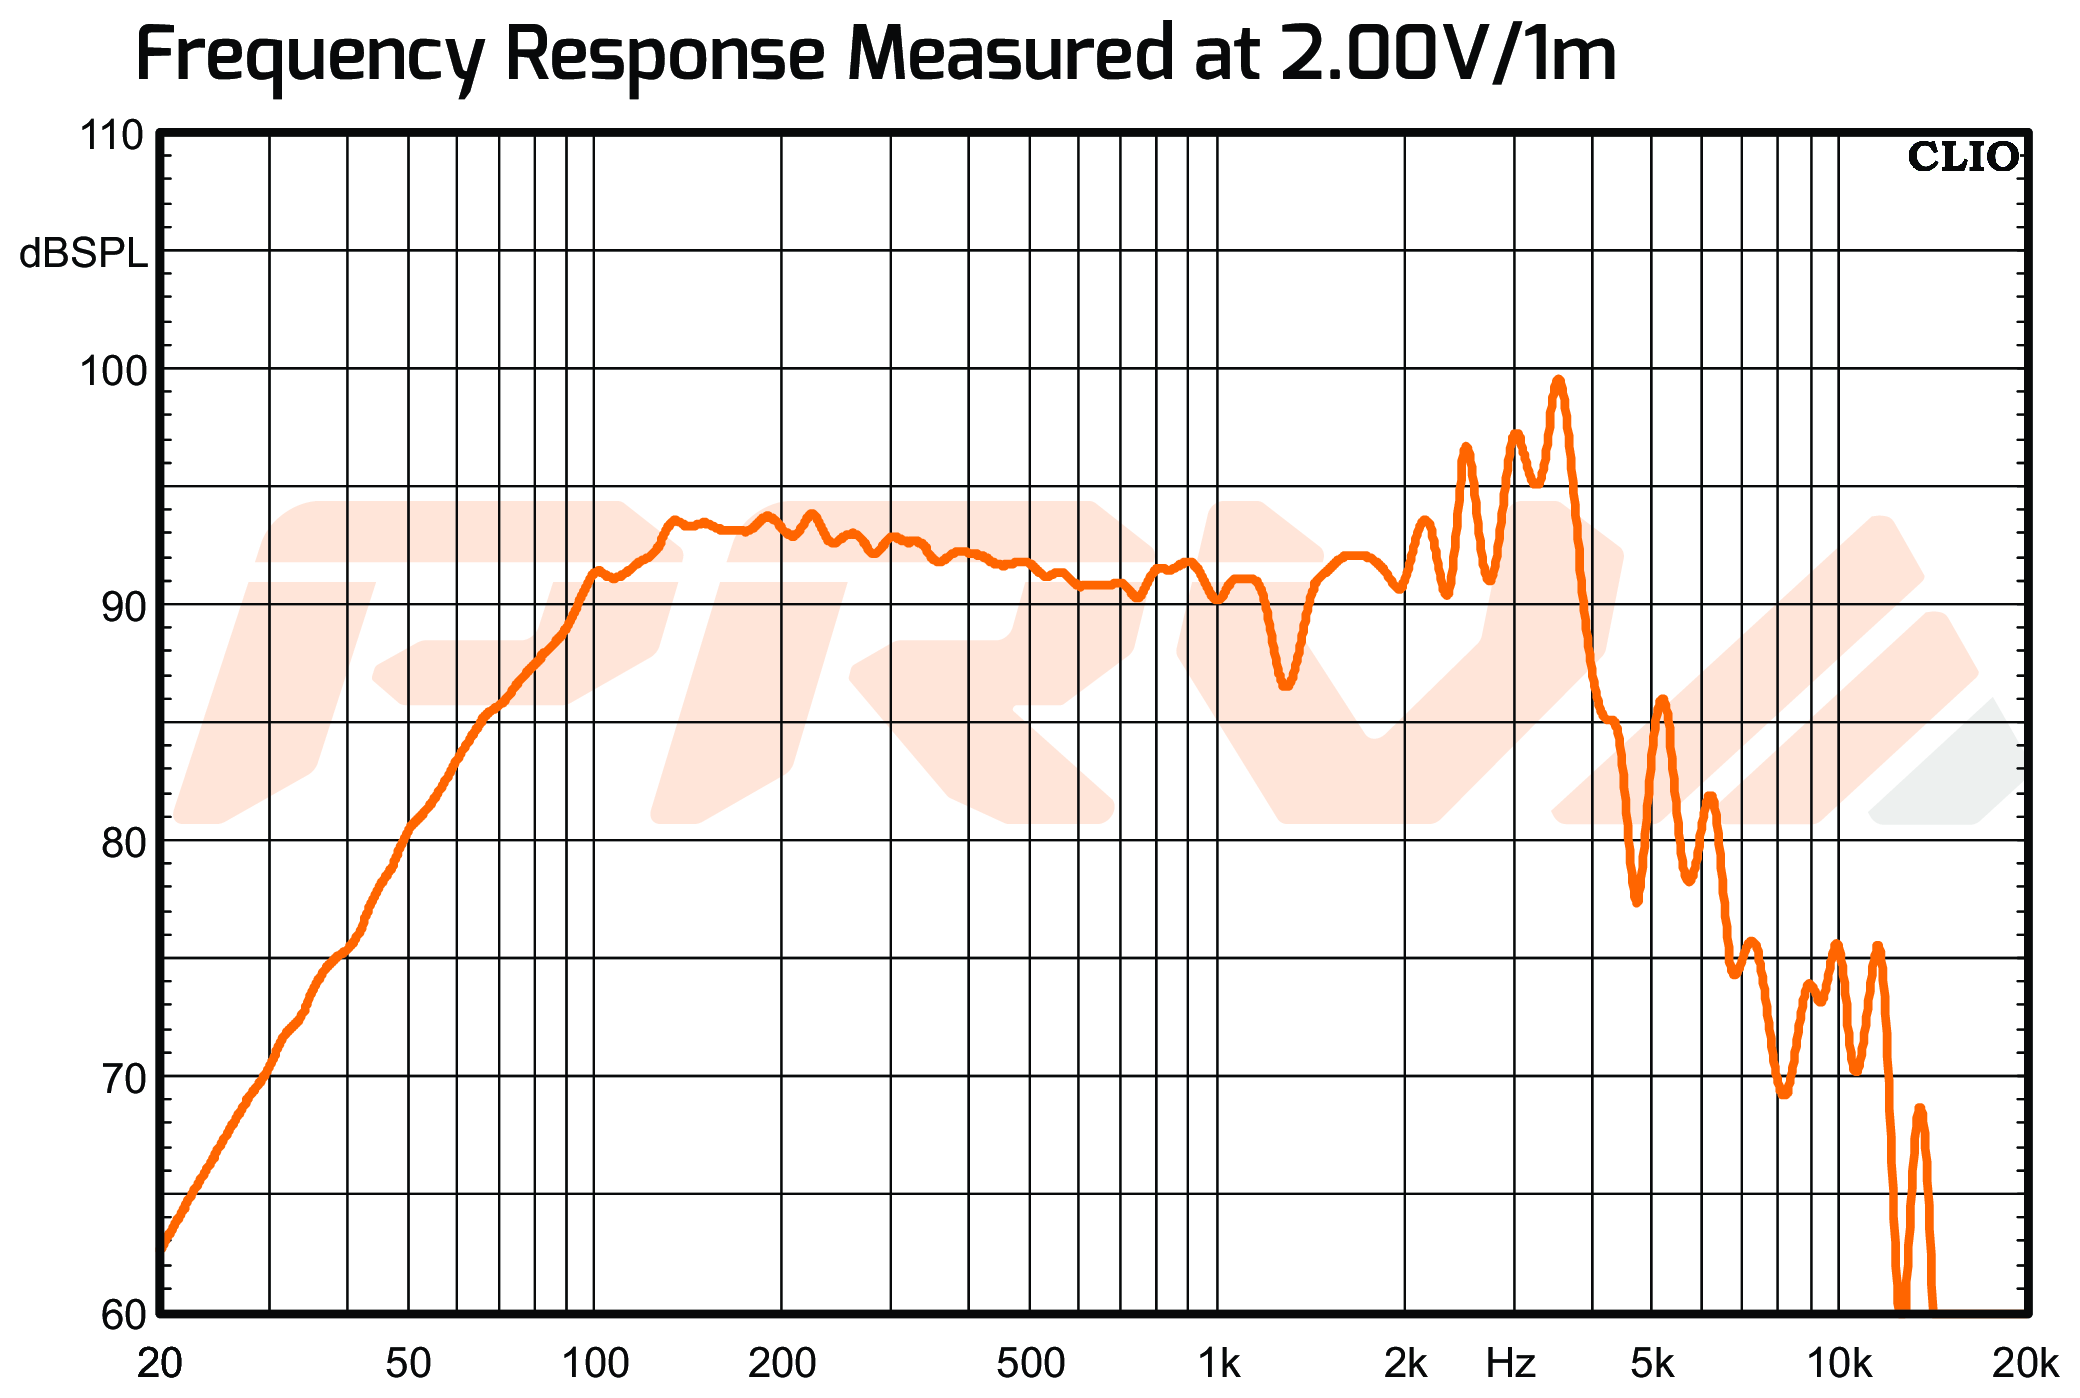 Frequency Response Measured at 2.00V/1m
110
CLIO
dBSPL
100
PRV
90
80
70
60
20 50 100 200 500 1k 2k Hz 5k 10k 20k